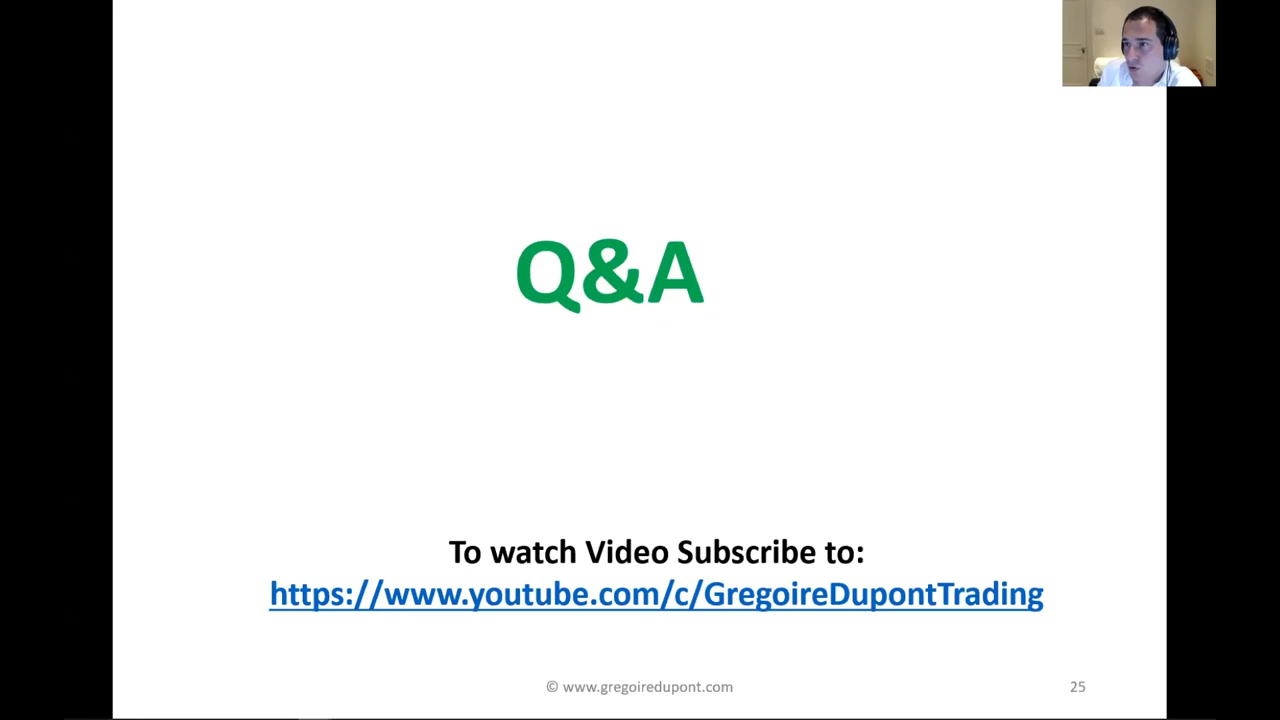 Q&A
To watch Video Subscribe to:
https://www.youtube.com/c/GregoireDupontTrading
© www.gregoiredupont.com
25